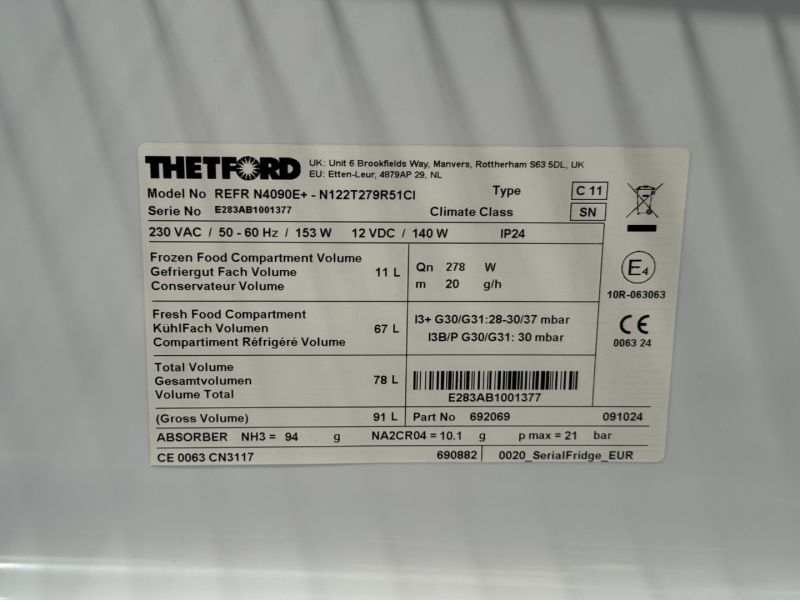 THETFORD
UK: Unit 6 Brookfields Way, Manvers, Rottherham S63 5DL, UK
EU: Etten-Leur, 4879AP 29, NL
Model No REFR N4090E+ - N122T279R51CI Type C 11
Serie No E283AB1001377 Climate Class SN
230 VAC / 50 - 60 Hz / 153 W 12 VDC / 140 W IP24
Frozen Food Compartment Volume
Gefriergut Fach Volume 11 L
Conservateur Volume
Qn 278 W
m 20 g/h
E4
10R-063063
Fresh Food Compartment
KühlFach Volumen 67 L
Compartiment Réfrigéré Volume
I3+ G30/G31:28-30/37 mbar
I3B/P G30/G31: 30 mbar
CE
0063 24
Total Volume
Gesamtvolumen 78 L
Volume Total
E283AB1001377
(Gross Volume) 91 L Part No 692069 091024
ABSORBER NH3 = 94 g NA2CR04 = 10.1 g p max = 21 bar
CE 0063 CN3117 690882 0020_SerialFridge_EUR